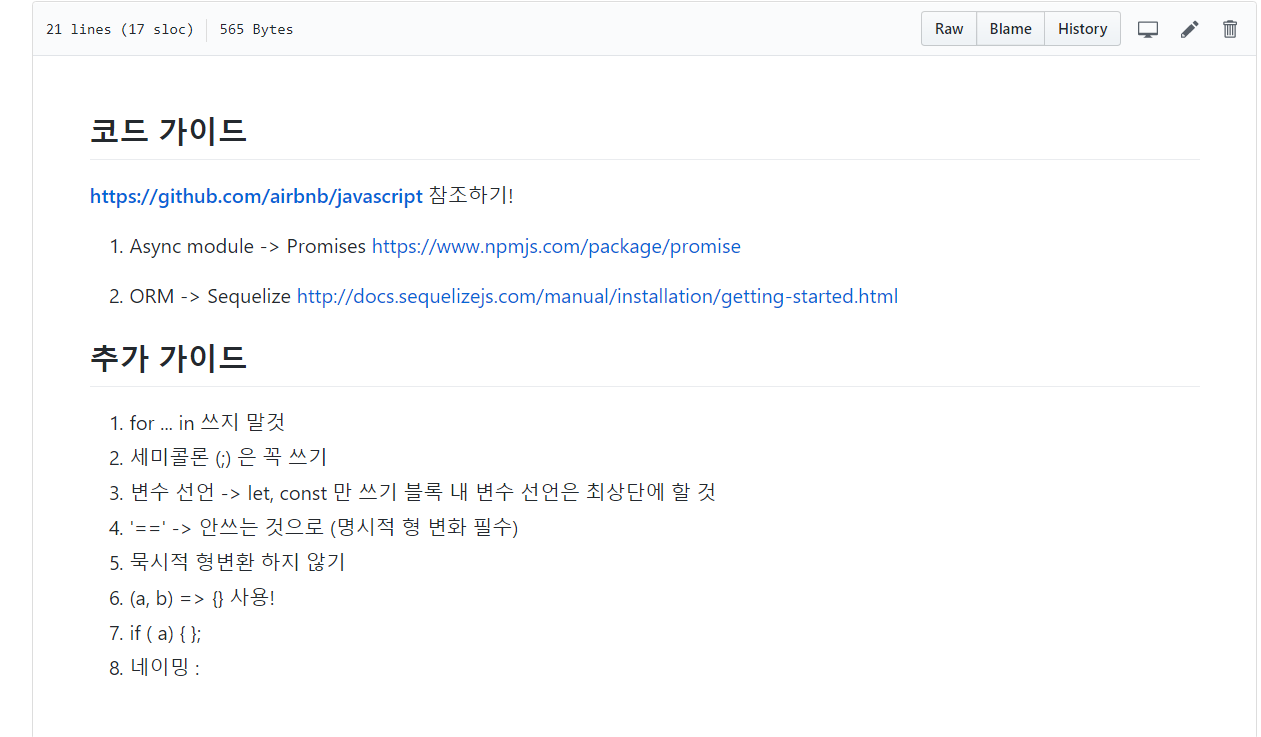 21 lines (17 sloc) 565 Bytes Raw Blame History
코드 가이드
https://github.com/airbnb/javascript 참조하기!
1. Async module -> Promises https://www.npmjs.com/package/promise
2. ORM -> Sequelize http://docs.sequelizejs.com/manual/installation/getting-started.html
추가 가이드
1. for ... in 쓰지 말것
2. 세미콜론 (;) 은 꼭 쓰기
3. 변수 선언 -> let, const 만 쓰기 블록 내 변수 선언은 최상단에 할 것
4. '==' -> 안쓰는 것으로 (명시적 형 변화 필수)
5. 묵시적 형변환 하지 않기
6. (a, b) => {} 사용!
7. if ( a) { };
8. 네이밍 :